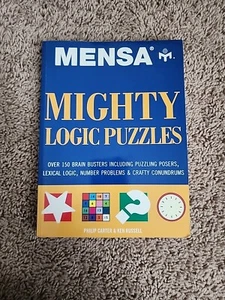 MENSA®
MIGHTY
LOGIC PUZZLES
OVER 150 BRAIN BUSTERS INCLUDING PUZZLING POSERS,
LEXICAL LOGIC, NUMBER PROBLEMS & CRAFTY CONUNDRUMS
PHILIP CARTER & KEN RUSSELL